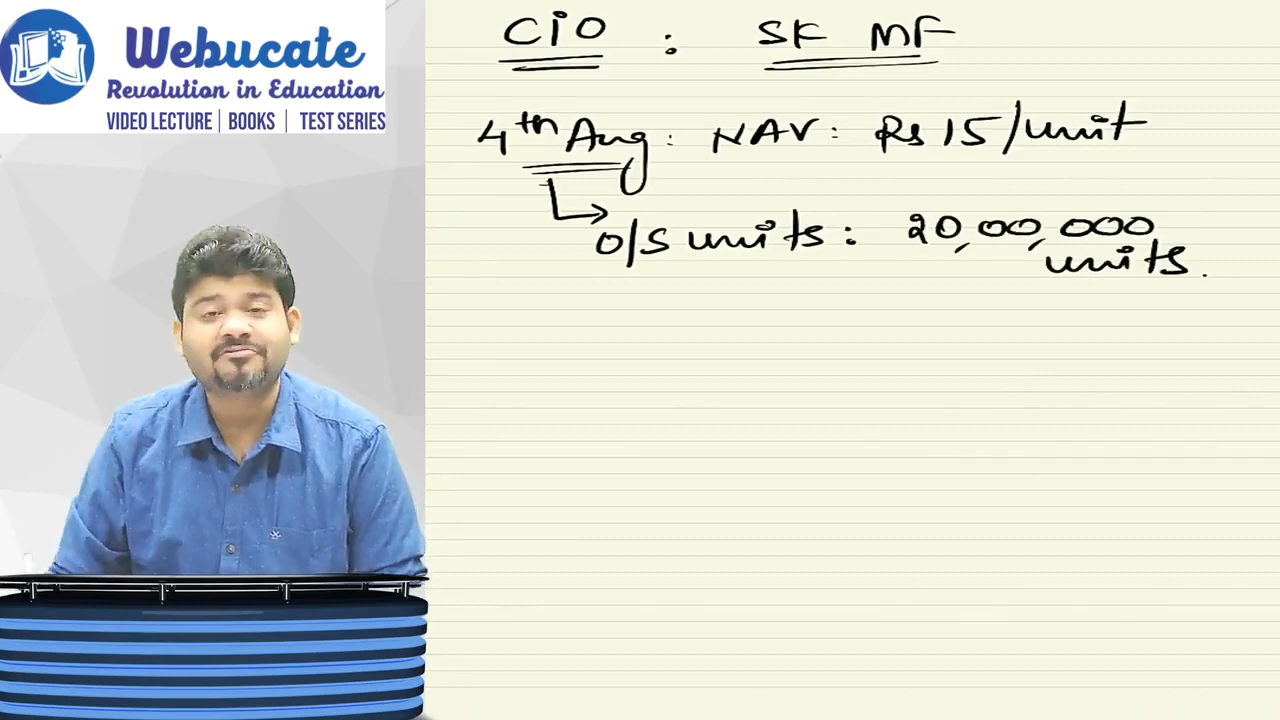 Webucate
Revolution in Education
VIDEO LECTURE | BOOKS | TEST SERIES
CiO : SK MF
4th Aug : NAV : Rs 15/unit
O/S units : 20,00,000
units.